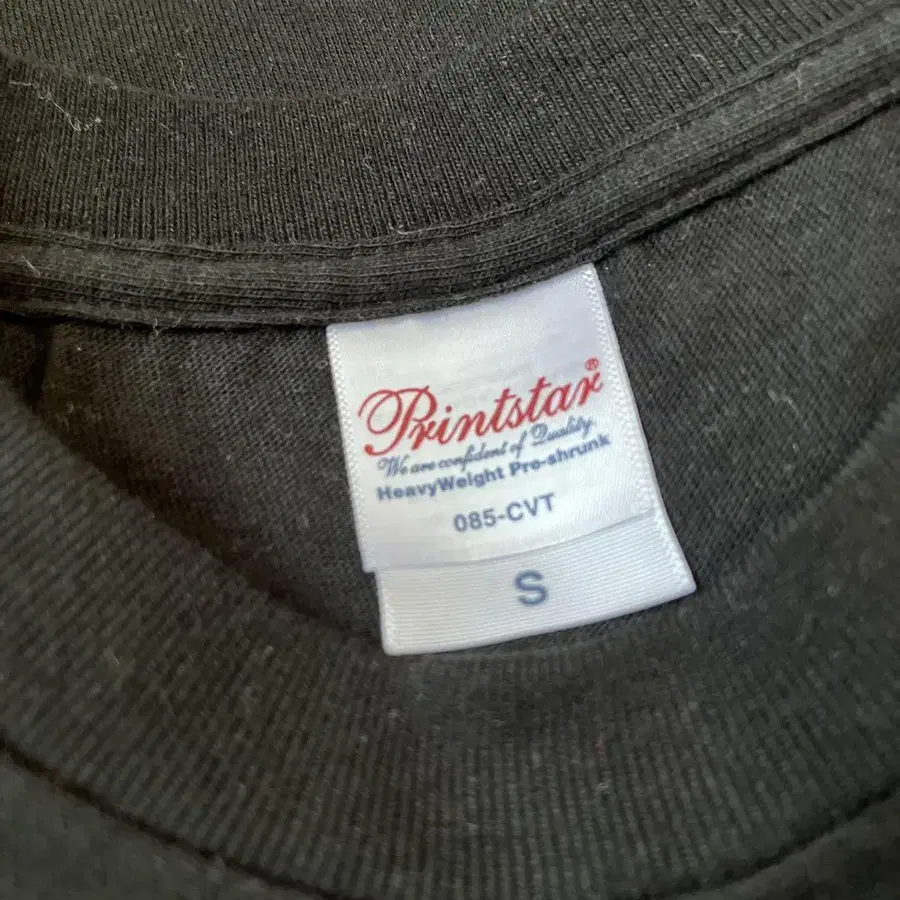 Printstar®
We are confident of Quality.
HeavyWeight Pre-shrunk
085-CVT
S